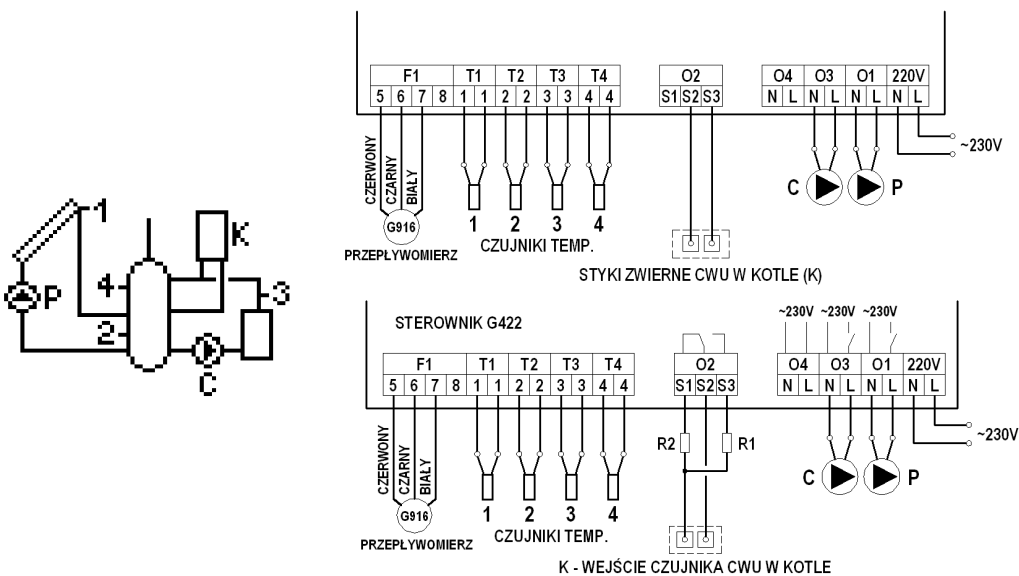 1
K
4
P
3
2
C
F1 T1 T2 T3 T4 O2 O4 O3 O1 220V
5 6 7 8 1 1 2 2 3 3 4 4 S1 S2 S3 N L N L N L N L
~230V
CZERWONY
CZARNY
BIAŁY
C P
G916 1 2 3 4
PRZEPŁYWOMIERZ CZUJNIKI TEMP.
STYKI ZWIERNE CWU W KOTLE (K)
~230V ~230V ~230V
STEROWNIK G422
F1 T1 T2 T3 T4 O2 O4 O3 O1 220V
5 6 7 8 1 1 2 2 3 3 4 4 S1 S2 S3 N L N L N L N L
~230V
R2 R1
CZERWONY
CZARNY
BIAŁY
C P
G916 1 2 3 4
PRZEPŁYWOMIERZ CZUJNIKI TEMP.
K - WEJŚCIE CZUJNIKA CWU W KOTLE